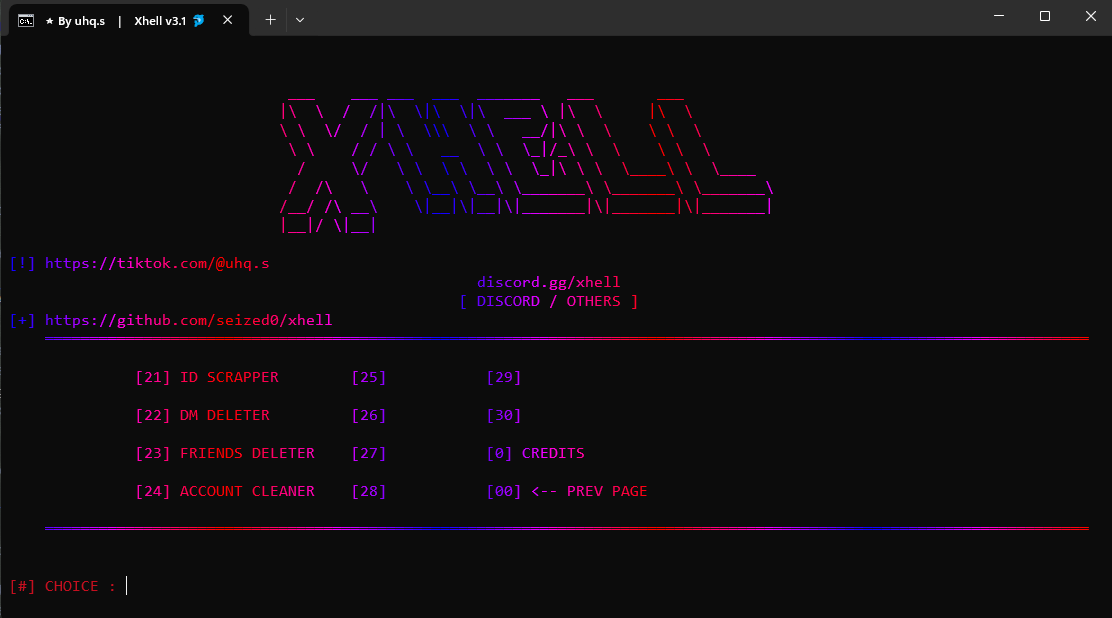 ★ By uhq.s | Xhell v3.1
XHELL
[!] https://tiktok.com/@uhq.s
discord.gg/xhell
[ DISCORD / OTHERS ]
[+] https://github.com/seized0/xhell
[21] ID SCRAPPER [25] [29]
[22] DM DELETER [26] [30]
[23] FRIENDS DELETER [27] [0] CREDITS
[24] ACCOUNT CLEANER [28] [00] <-- PREV PAGE
[#] CHOICE :